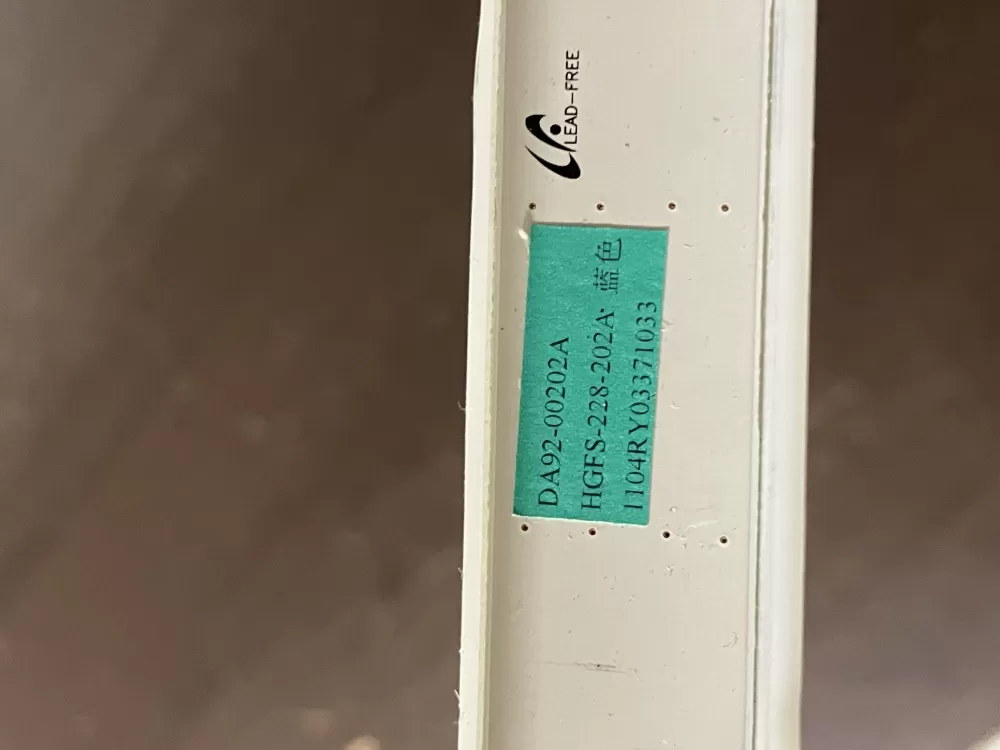 LEAD-FREE
DA92-00202A
HGFS-228-202A 蓝色
1104RY03371033